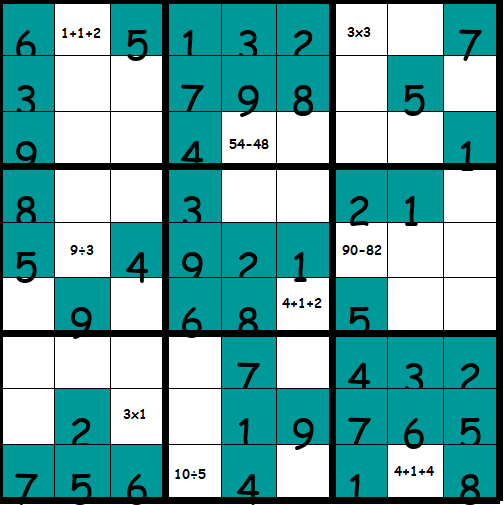 6 1+1+2 5 1 3 2 3x3 7
3 7 9 8 5
9 4 54-48 1
8 3 2 1
5 9÷3 4 9 2 1 90-82
9 6 8 4+1+2 5
7 4 3 2
2 3x1 1 9 7 6 5
7 5 6 10÷5 4 1 4+1+4 8